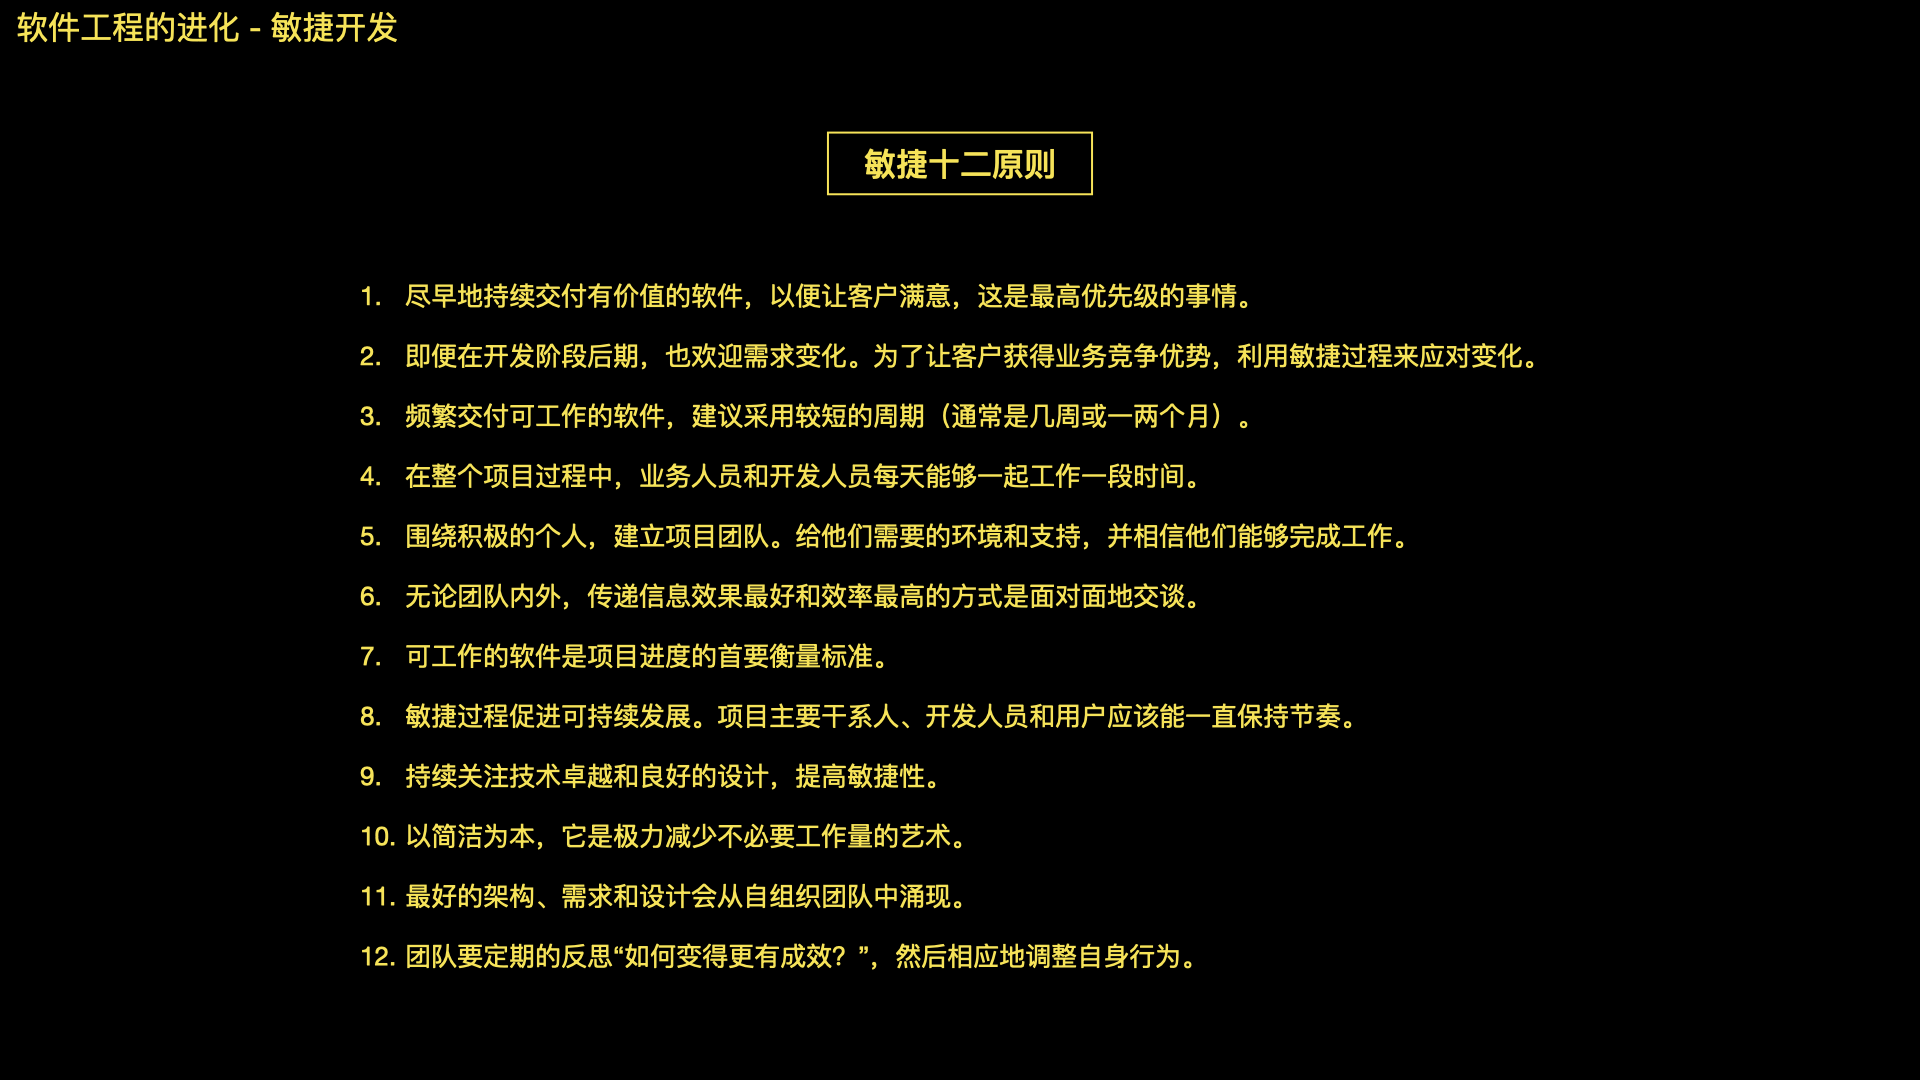 软件工程的进化 - 敏捷开发
敏捷十二原则
1. 尽早地持续交付有价值的软件，以便让客户满意，这是最高优先级的事情。
2. 即便在开发阶段后期，也欢迎需求变化。为了让客户获得业务竞争优势，利用敏捷过程来应对变化。
3. 频繁交付可工作的软件，建议采用较短的周期（通常是几周或一两个月）。
4. 在整个项目过程中，业务人员和开发人员每天能够一起工作一段时间。
5. 围绕积极的个人，建立项目团队。给他们需要的环境和支持，并相信他们能够完成工作。
6. 无论团队内外，传递信息效果最好和效率最高的方式是面对面地交谈。
7. 可工作的软件是项目进度的首要衡量标准。
8. 敏捷过程促进可持续发展。项目主要干系人、开发人员和用户应该能一直保持节奏。
9. 持续关注技术卓越和良好的设计，提高敏捷性。
10. 以简洁为本，它是极力减少不必要工作量的艺术。
11. 最好的架构、需求和设计会从自组织团队中涌现。
12. 团队要定期的反思“如何变得更有成效？”，然后相应地调整自身行为。